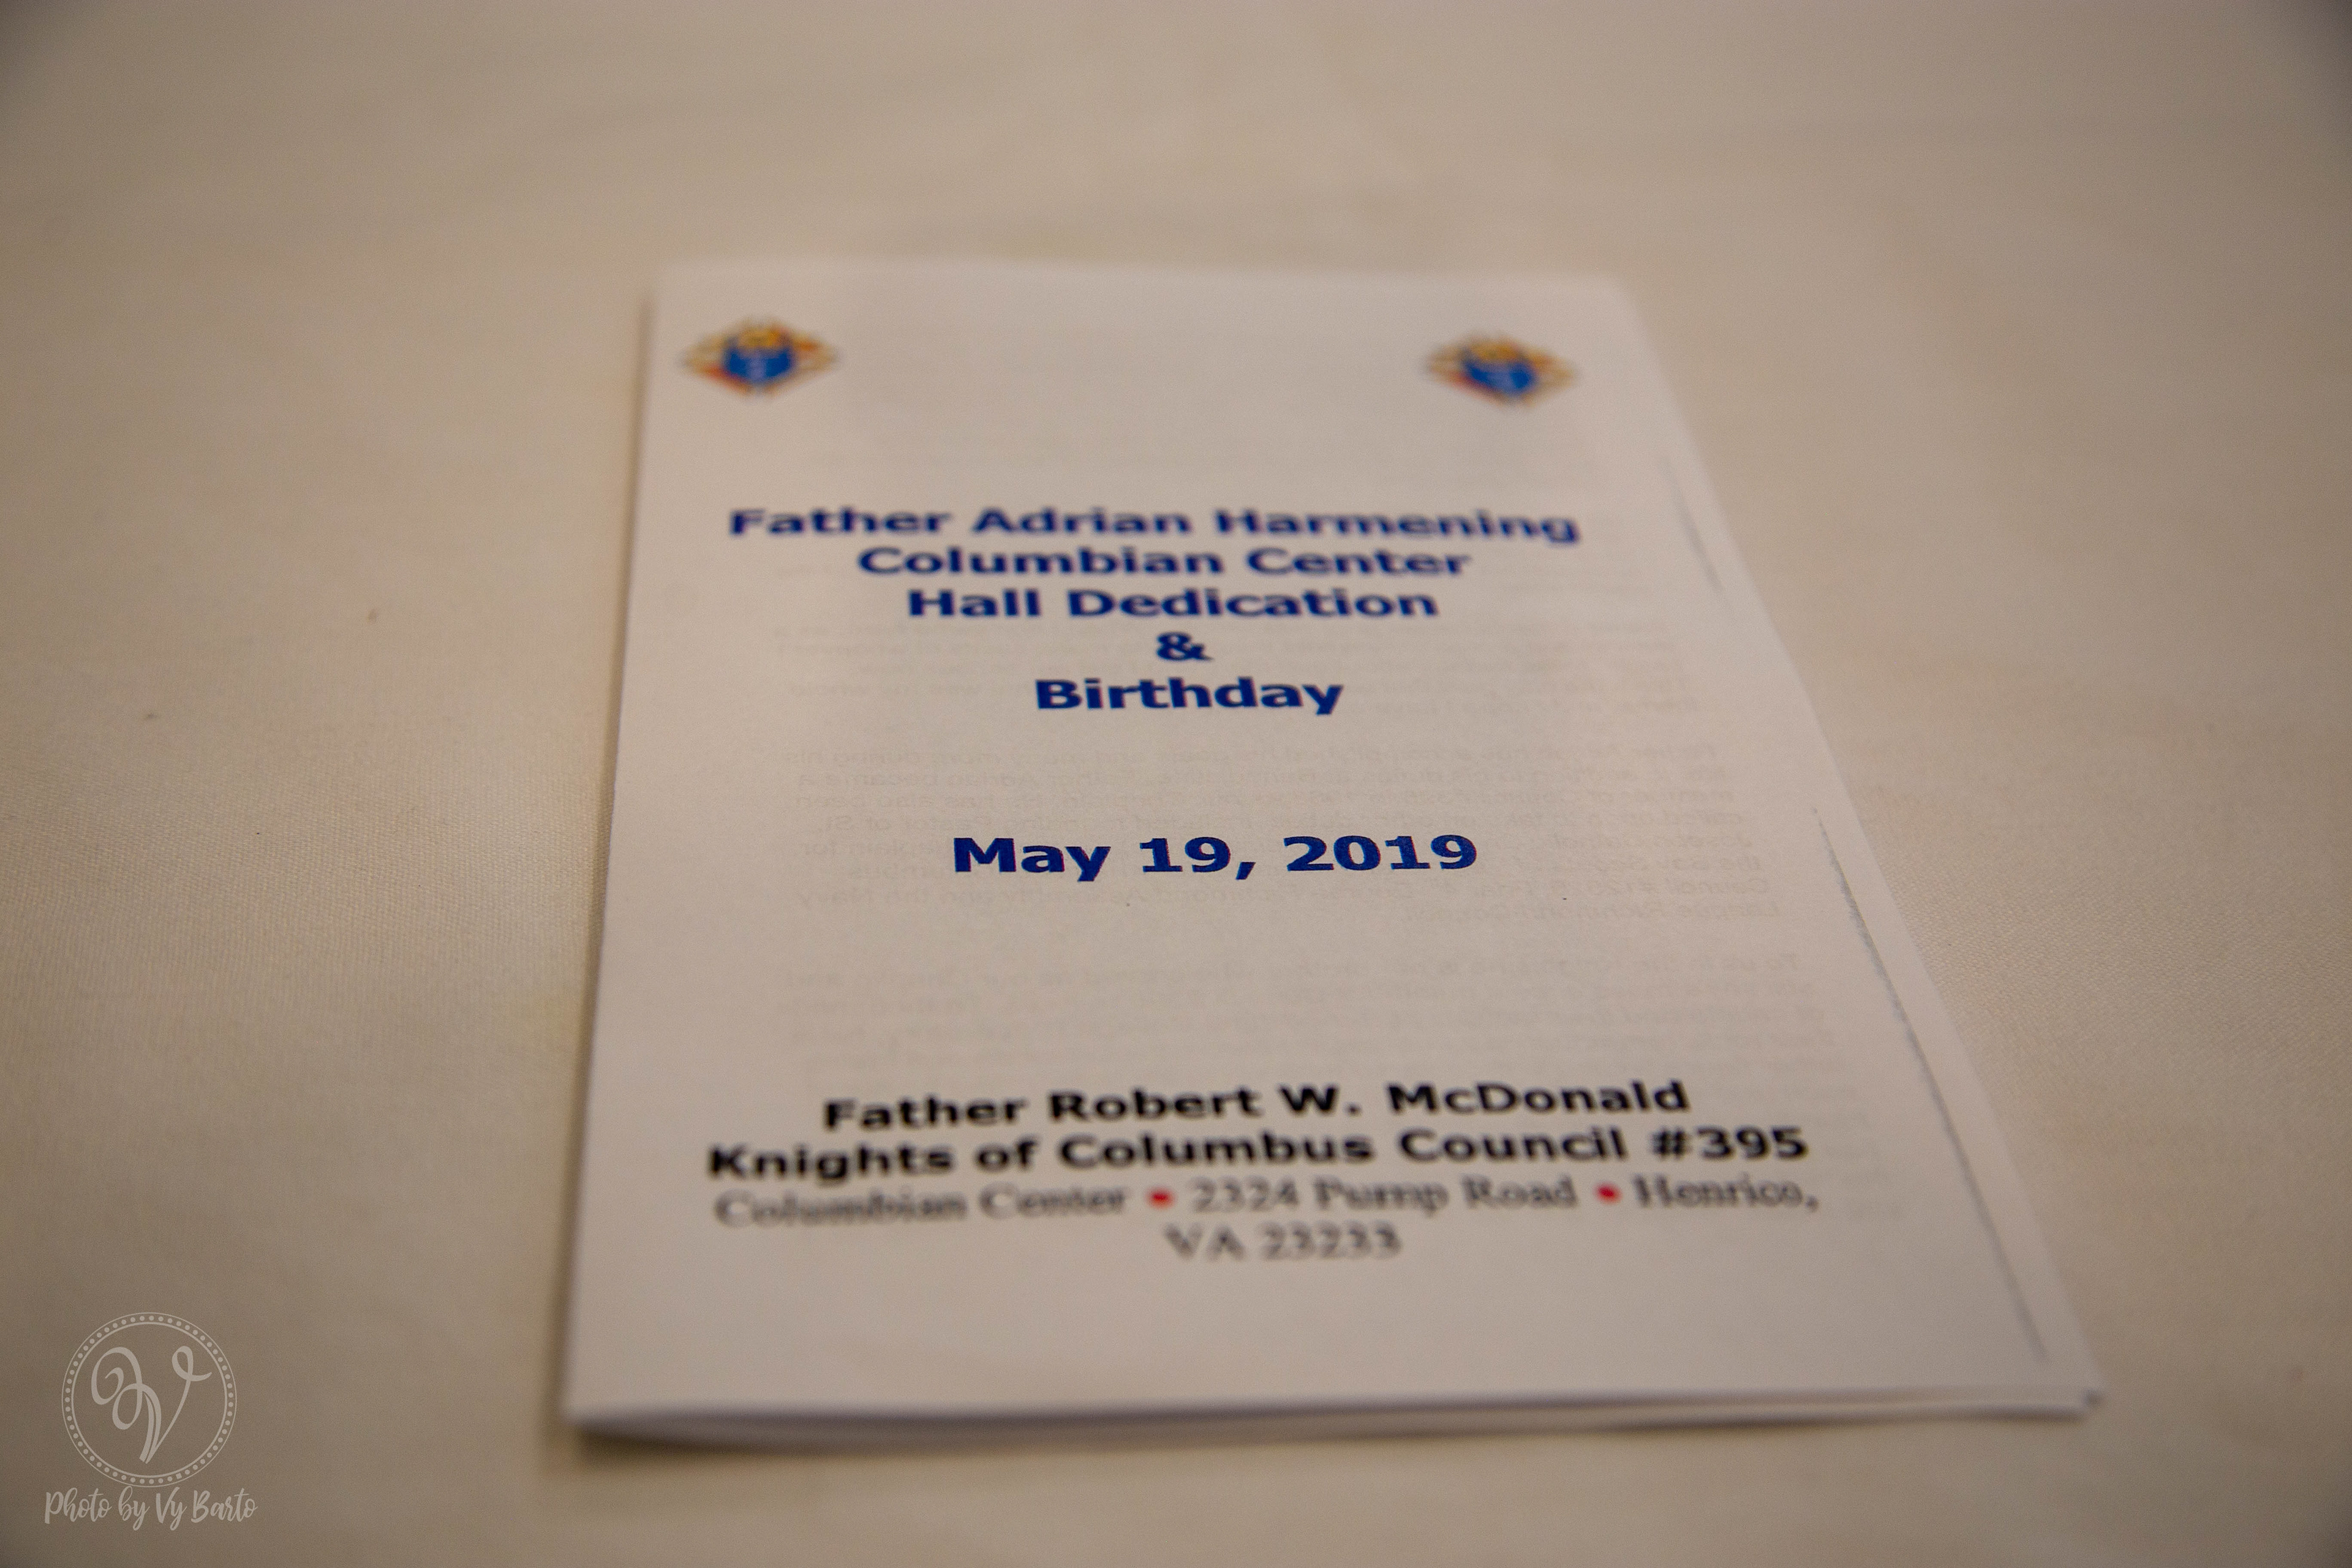 Father Adrian Harmening
Columbian Center
Hall Dedication
&
Birthday
May 19, 2019
Father Robert W. McDonald
Knights of Columbus Council #395
Columbian Center • 2324 Pump Road • Henrico,
VA 23233
Photo by Vy Barto